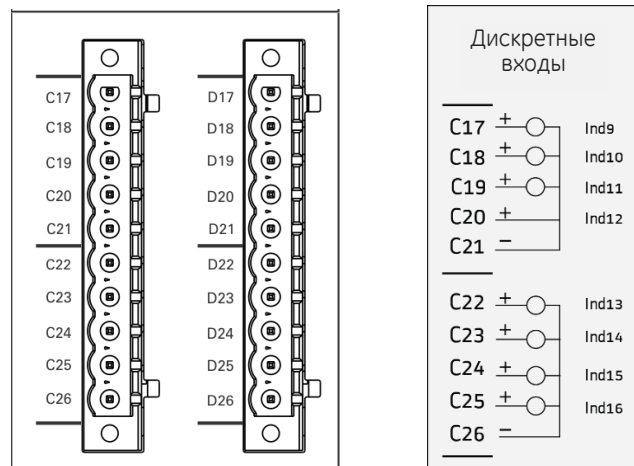 C17
C18
C19
C20
C21
C22
C23
C24
C25
C26
D17
D18
D19
D20
D21
D22
D23
D24
D25
D26
Дискретные
входы
C17 + Ind9
C18 + Ind10
C19 + Ind11
C20 + Ind12
C21 −
C22 + Ind13
C23 + Ind14
C24 + Ind15
C25 + Ind16
C26 −